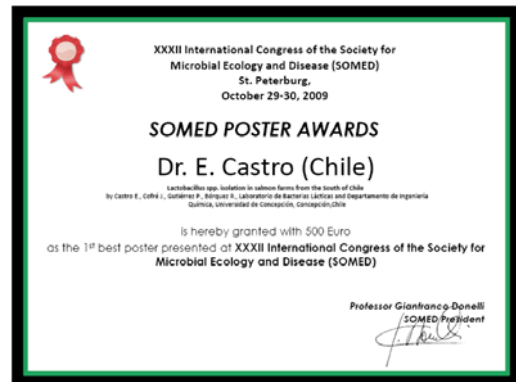 XXXII International Congress of the Society for
Microbial Ecology and Disease (SOMED)
St. Peterburg,
October 29-30, 2009
SOMED POSTER AWARDS
Dr. E. Castro (Chile)
Lactobacillus spp. isolation in salmon farms from the South of Chile
by Castro E., Cofré J., Gutiérrez P., Bórquez R., Laboratorio de Bacterias Lácticas and Departamento de Ingeniería
Química, Universidad de Concepción, Concepción,Chile
is hereby granted with 500 Euro
as the 1st best poster presented at XXXII International Congress of the Society for
Microbial Ecology and Disease (SOMED)
Professor Gianfranco Donelli
SOMED President